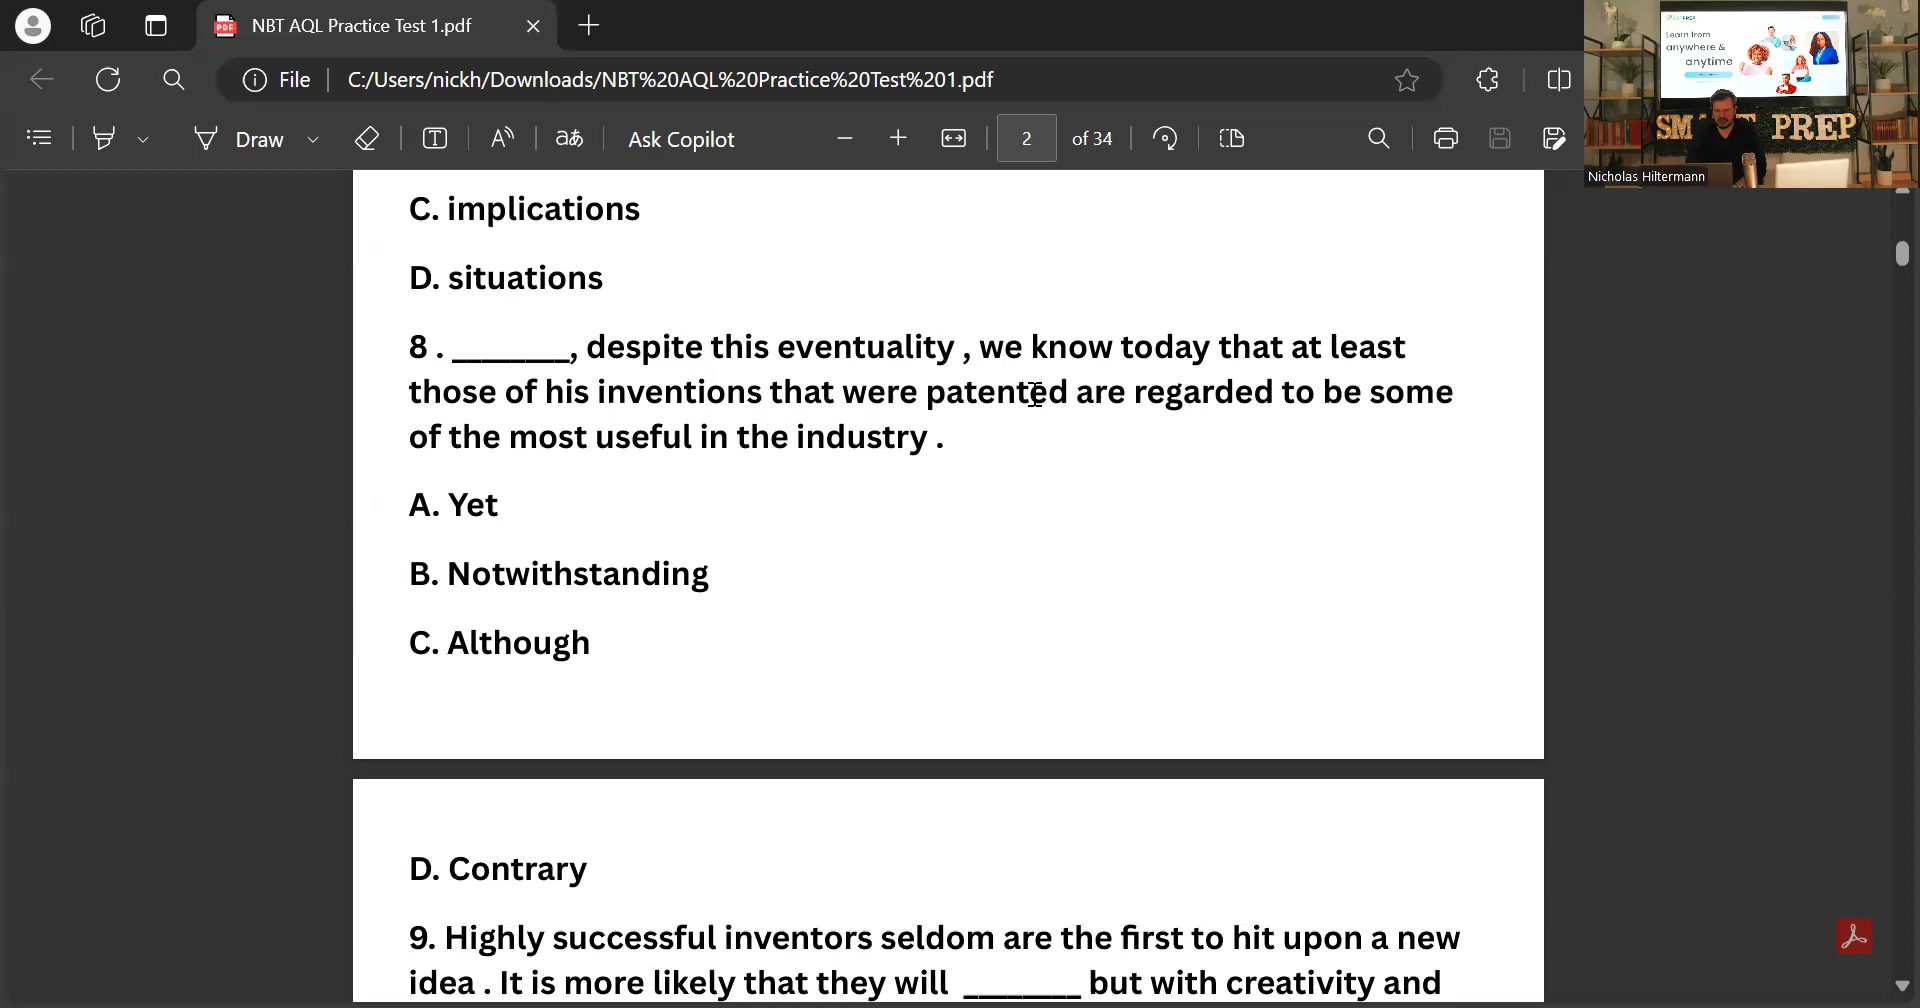 NBT AQL Practice Test 1.pdf
File
C:/Users/nickh/Downloads/NBT%20AQL%20Practice%20Test%201.pdf
Draw
Ask Copilot
2 of 34
Learn from
anywhere &
anytime
SM T PREP
Nicholas Hiltermann
C. implications
D. situations
8 . _______, despite this eventuality , we know today that at least
those of his inventions that were patented are regarded to be some
of the most useful in the industry .
A. Yet
B. Notwithstanding
C. Although
D. Contrary
9. Highly successful inventors seldom are the first to hit upon a new
idea . It is more likely that they will _______ but with creativity and